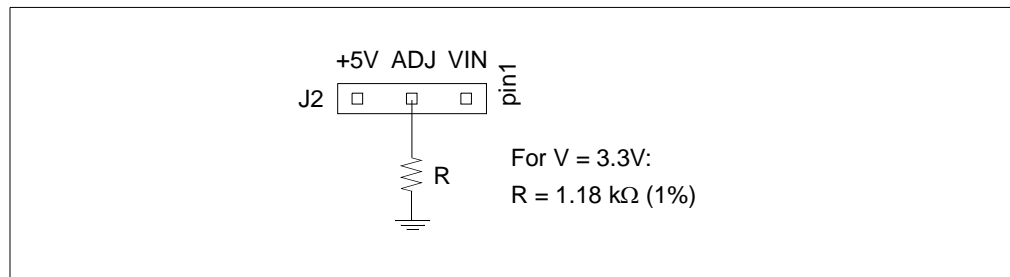 +5V ADJ VIN
pin1
J2
R
For V = 3.3V:
R = 1.18 kΩ (1%)